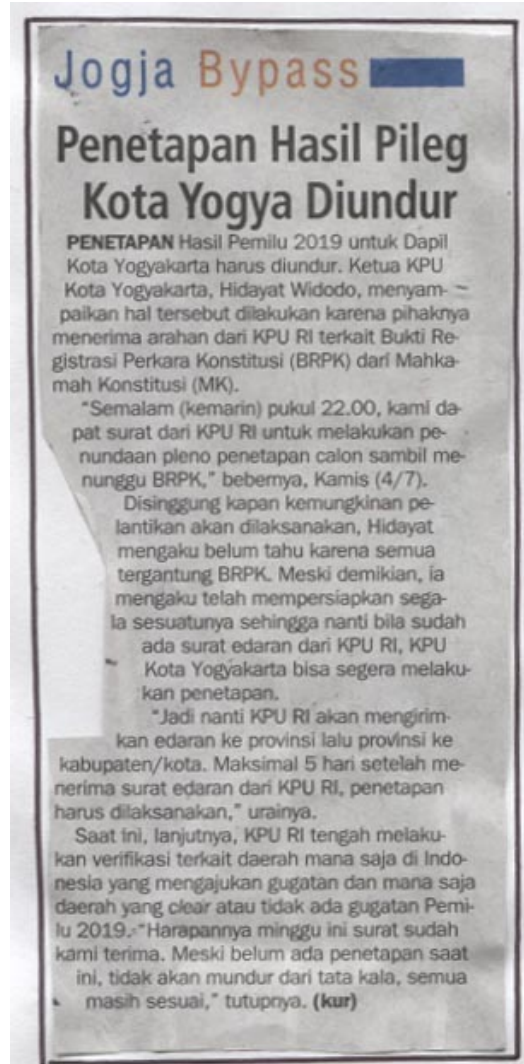 Jogja Bypass
Penetapan Hasil Pileg
Kota Yogya Diundur
PENETAPAN Hasil Pemilu 2019 untuk Dapil
Kota Yogyakarta harus diundur. Ketua KPU
Kota Yogyakarta, Hidayat Widodo, menyam-
paikan hal tersebut dilakukan karena pihaknya
menerima arahan dari KPU RI terkait Bukti Re-
gistrasi Perkara Konstitusi (BRPK) dari Mahka-
mah Konstitusi (MK).
"Semalam (kemarin) pukul 22.00, kami da-
pat surat dari KPU RI untuk melakukan pe-
nundaan pleno penetapan calon sambil me-
nunggu BRPK," bebernya, Kamis (4/7).
Disinggung kapan kemungkinan pe-
lantikan akan dilaksanakan, Hidayat
mengaku belum tahu karena semua
tergantung BRPK. Meski demikian, ia
mengaku telah mempersiapkan sega-
la sesuatunya sehingga nanti bila sudah
ada surat edaran dari KPU RI, KPU
Kota Yogyakarta bisa segera melaku-
kan penetapan.
"Jadi nanti KPU RI akan mengirim-
kan edaran ke provinsi lalu provinsi ke
kabupaten/kota. Maksimal 5 hari setelah me-
nerima surat edaran dari KPU RI, penetapan
harus dilaksanakan," urainya.
Saat ini, lanjutnya, KPU RI tengah melaku-
kan verifikasi terkait daerah mana saja di Indo-
nesia yang mengajukan gugatan dan mana saja
daerah yang clear atau tidak ada gugatan Pemi-
lu 2019. "Harapannya minggu ini surat sudah
kami terima. Meski belum ada penetapan saat
ini, tidak akan mundur dari tata kala, semua
masih sesuai," tutupnya. (kur)